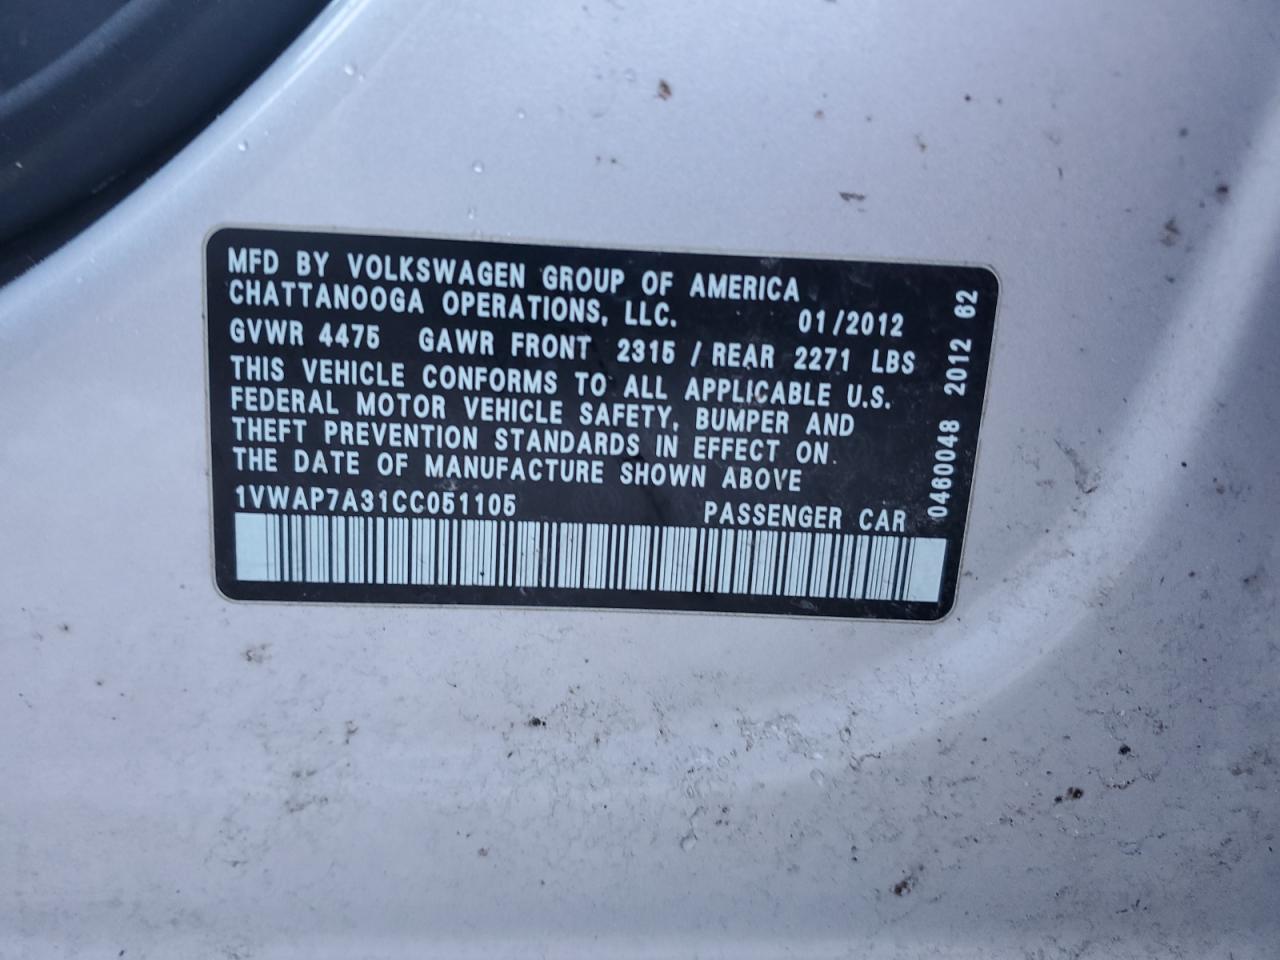 MFD BY VOLKSWAGEN GROUP OF AMERICA
CHATTANOOGA OPERATIONS, LLC. 01/2012
GVWR 4475 GAWR FRONT 2315 / REAR 2271 LBS
THIS VEHICLE CONFORMS TO ALL APPLICABLE U.S.
FEDERAL MOTOR VEHICLE SAFETY, BUMPER AND
THEFT PREVENTION STANDARDS IN EFFECT ON
THE DATE OF MANUFACTURE SHOWN ABOVE
1VWAP7A31CC051105 PASSENGER CAR
0460048 2012 62